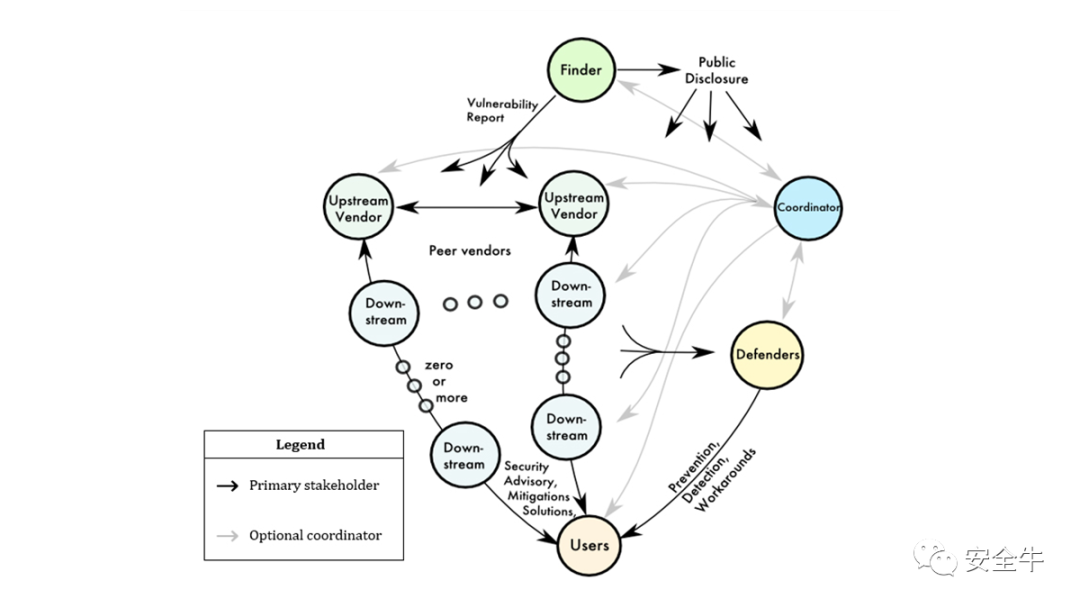 Finder
Public
Disclosure
Vulnerability
Report
Upstream
Vendor
Upstream
Vendor
Coordinator
Peer vendors
Down-
stream
Down-
stream
zero
or
more
Defenders
Down-
stream
Down-
stream
Security
Advisory,
Mitigations
Solutions,
Prevention,
Detection,
Workarounds
Users
Legend
Primary stakeholder
Optional coordinator
安全牛